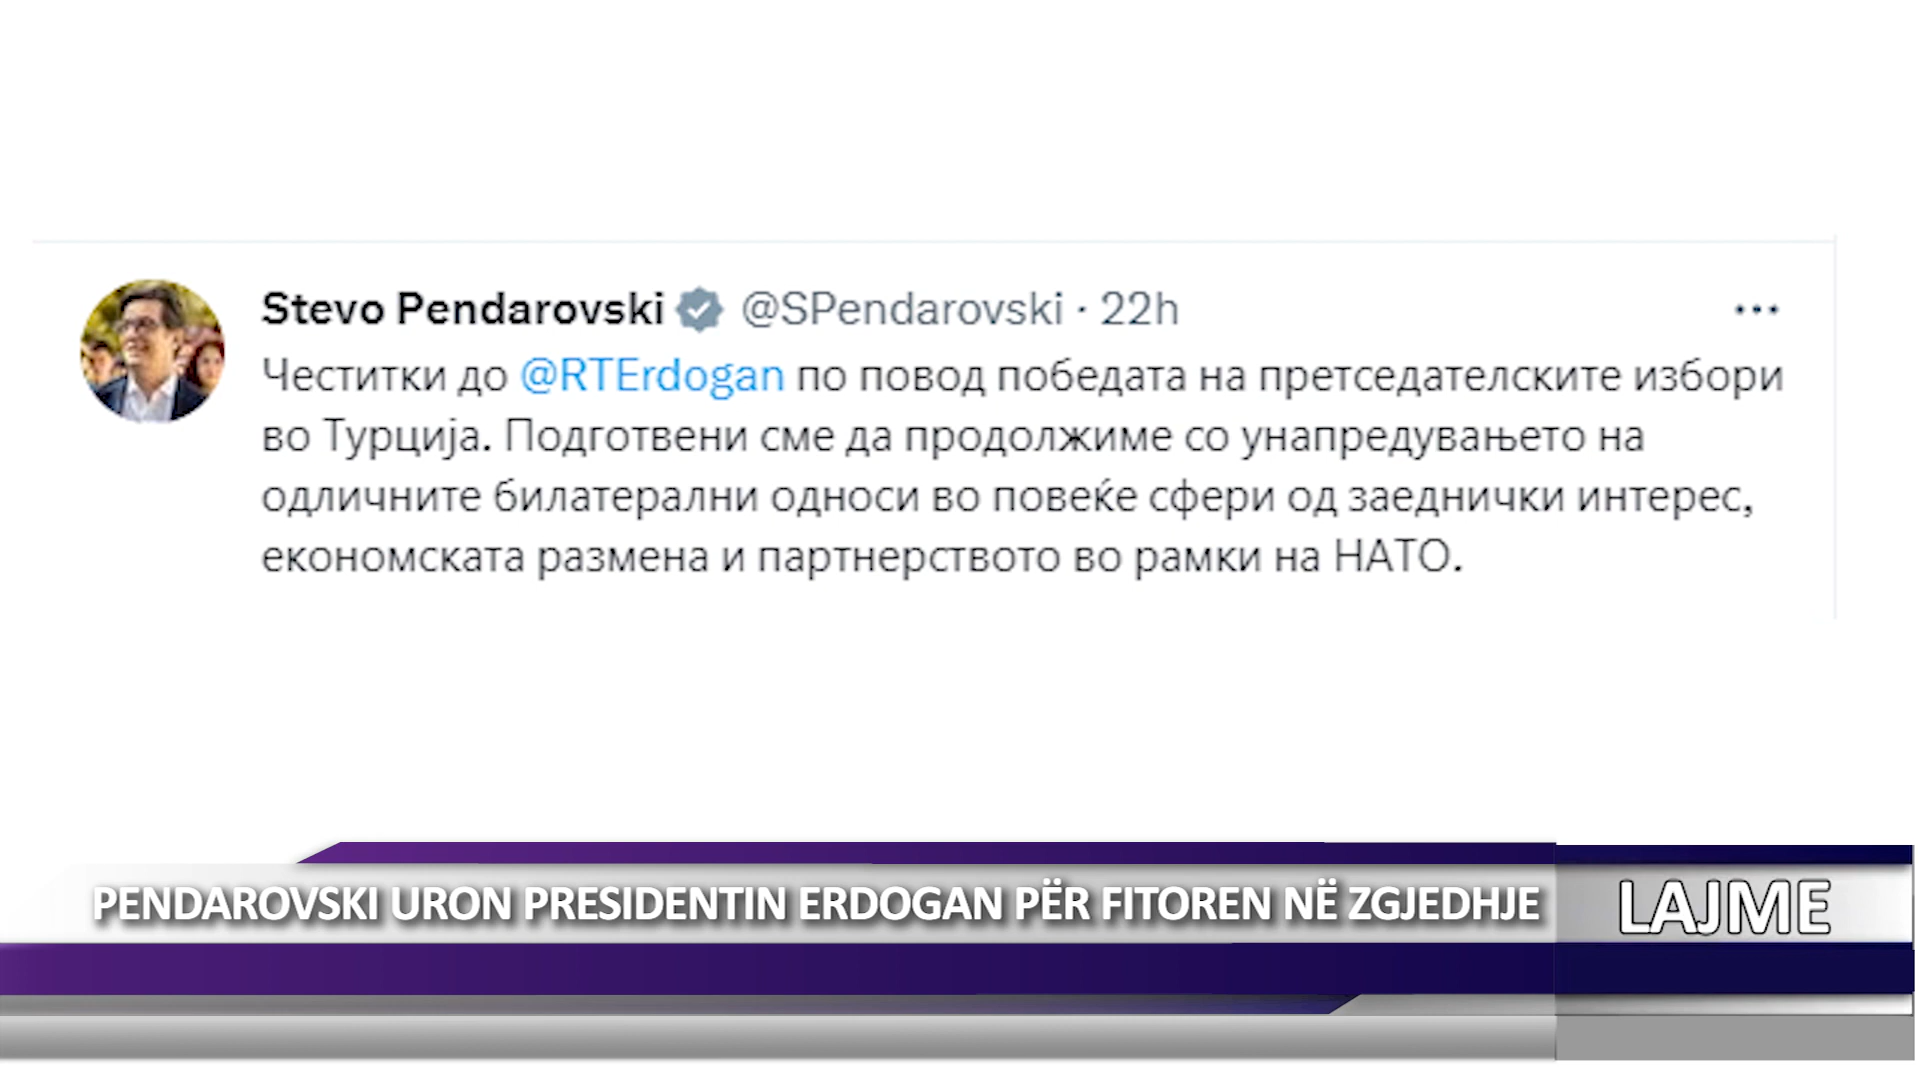 Stevo Pendarovski @SPendarovski · 22h
Честитки до @RTErdogan по повод победата на претседателските избори
во Турција. Подготвени сме да продолжиме со унапредувањето на
одличните билатерални односи во повеќе сфери од заеднички интерес,
економската размена и партнерството во рамки на НАТО.
PENDAROVSKI URON PRESIDENTIN ERDOGAN PËR FITOREN NË ZGJEDHJE
LAJME